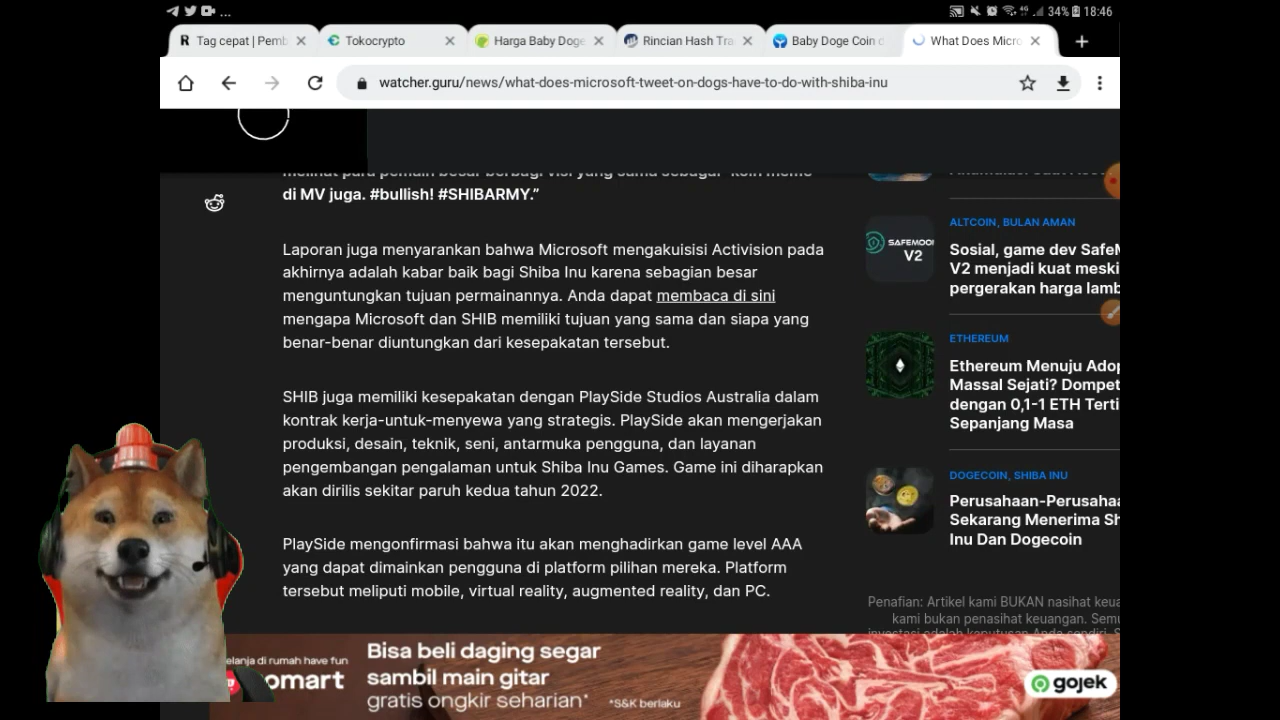 ... 34% 18:46
R Tag cepat | Pemb
Tokocrypto
Harga Baby Doge
Rincian Hash Tra
Baby Doge Coin d
What Does Micro
watcher.guru/news/what-does-microsoft-tweet-on-dogs-have-to-do-with-shiba-inu
di MV juga. #bullish! #SHIBARMY.”
Laporan juga menyarankan bahwa Microsoft mengakuisisi Activision pada
akhirnya adalah kabar baik bagi Shiba Inu karena sebagian besar
menguntungkan tujuan permainannya. Anda dapat membaca di sini
mengapa Microsoft dan SHIB memiliki tujuan yang sama dan siapa yang
benar-benar diuntungkan dari kesepakatan tersebut.
SHIB juga memiliki kesepakatan dengan PlaySide Studios Australia dalam
kontrak kerja-untuk-menyewa yang strategis. PlaySide akan mengerjakan
produksi, desain, teknik, seni, antarmuka pengguna, dan layanan
pengembangan pengalaman untuk Shiba Inu Games. Game ini diharapkan
akan dirilis sekitar paruh kedua tahun 2022.
PlaySide mengonfirmasi bahwa itu akan menghadirkan game level AAA
yang dapat dimainkan pengguna di platform pilihan mereka. Platform
tersebut meliputi mobile, virtual reality, augmented reality, dan PC.
SAFEMOON
V2
ALTCOIN, BULAN AMAN
Sosial, game dev SafeM
V2 menjadi kuat meski
pergerakan harga lamb
ETHEREUM
Ethereum Menuju Adop
Massal Sejati? Dompet
dengan 0,1-1 ETH Terti
Sepanjang Masa
DOGECOIN, SHIBA INU
Perusahaan-Perusahaa
Sekarang Menerima Sh
Inu Dan Dogecoin
Penafian: Artikel kami BUKAN nasihat keua
kami bukan penasihat keuangan. Semu
elanja di rumah have fun
omart
Bisa beli daging segar
sambil main gitar
gratis ongkir seharian* *S&K berlaku
gojek